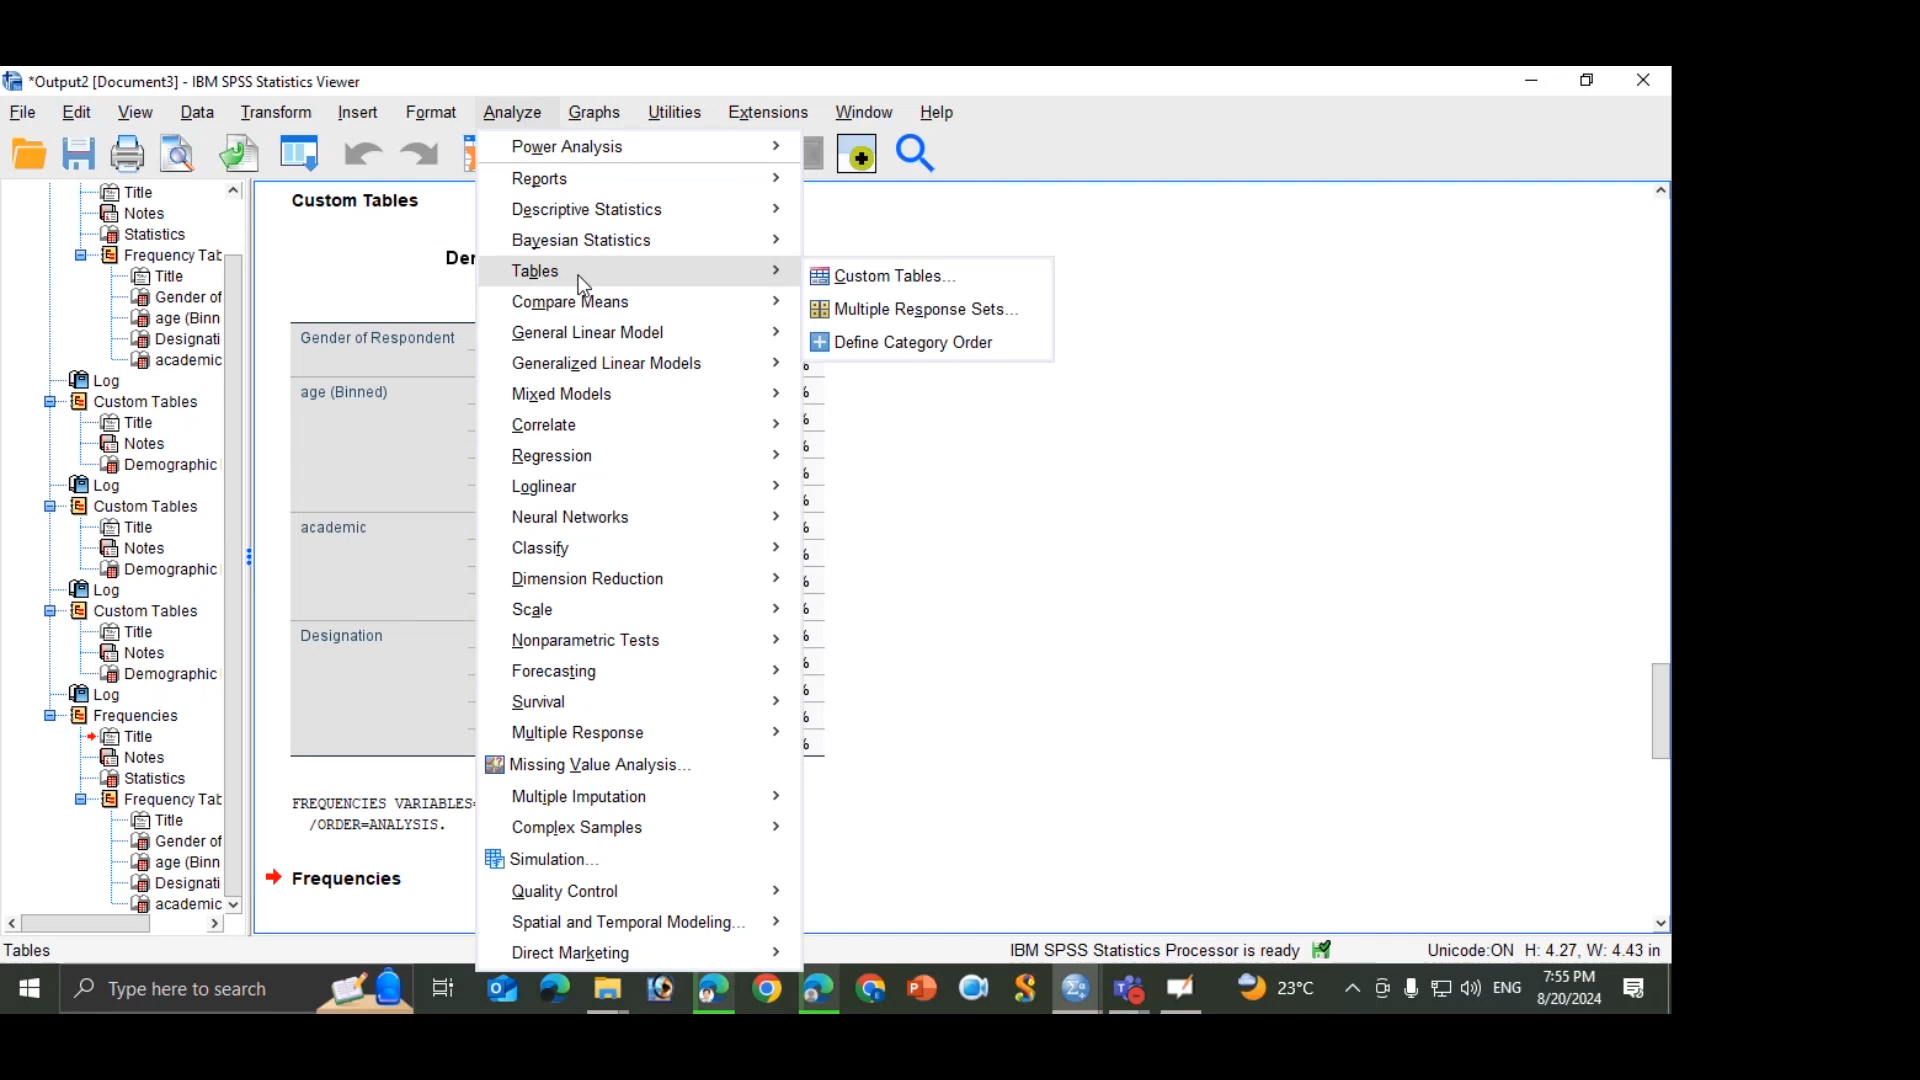 *Output2 [Document3] - IBM SPSS Statistics Viewer
File Edit View Data Transform Insert Format Analyze Graphs Utilities Extensions Window Help
Title
Notes
Statistics
Frequency Tab
Title
Gender of
age (Binn
Designati
academic
Log
Custom Tables
Title
Notes
Demographic
Log
Custom Tables
Title
Notes
Demographic
Log
Custom Tables
Title
Notes
Demographic
Log
Frequencies
Title
Notes
Statistics
Frequency Tab
Title
Gender of
age (Binn
Designati
academic
Custom Tables
Der
Gender of Respondent
age (Binned)
academic
Designation
FREQUENCIES VARIABLES=
/ORDER=ANALYSIS.
Frequencies
Power Analysis
Reports
Descriptive Statistics
Bayesian Statistics
Tables
Compare Means
General Linear Model
Generalized Linear Models
Mixed Models
Correlate
Regression
Loglinear
Neural Networks
Classify
Dimension Reduction
Scale
Nonparametric Tests
Forecasting
Survival
Multiple Response
Missing Value Analysis...
Multiple Imputation
Complex Samples
Simulation...
Quality Control
Spatial and Temporal Modeling...
Direct Marketing
Custom Tables...
Multiple Response Sets...
Define Category Order
Tables
IBM SPSS Statistics Processor is ready
Unicode:ON H: 4.27, W: 4.43 in
Type here to search
23°C
ENG
7:55 PM
8/20/2024